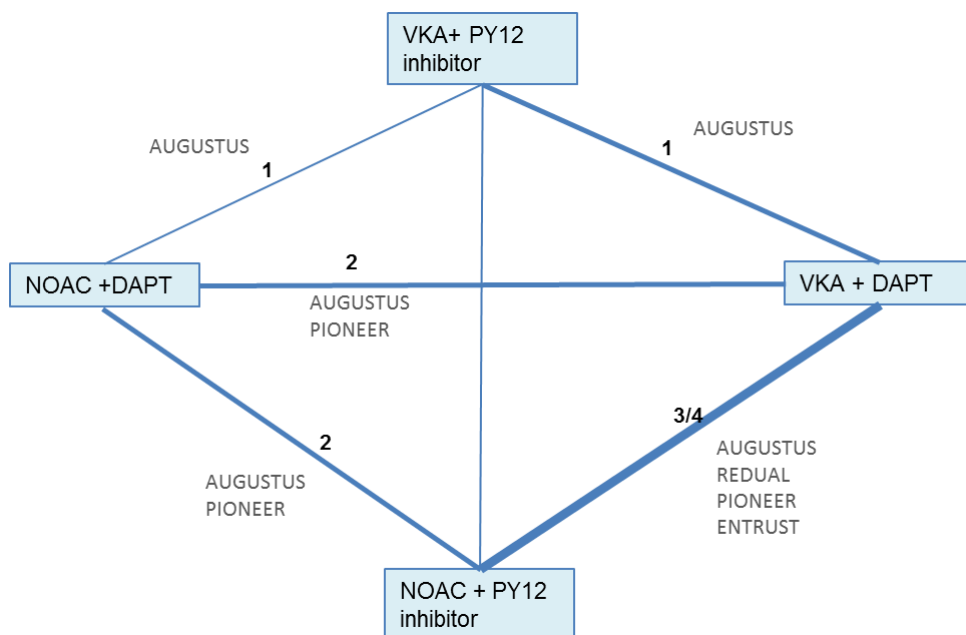 VKA+ PY12
inhibitor
AUGUSTUS
1
1
AUGUSTUS
NOAC +DAPT
2
AUGUSTUS
PIONEER
VKA + DAPT
2
AUGUSTUS
PIONEER
3/4
AUGUSTUS
REDUAL
PIONEER
ENTRUST
NOAC + PY12
inhibitor